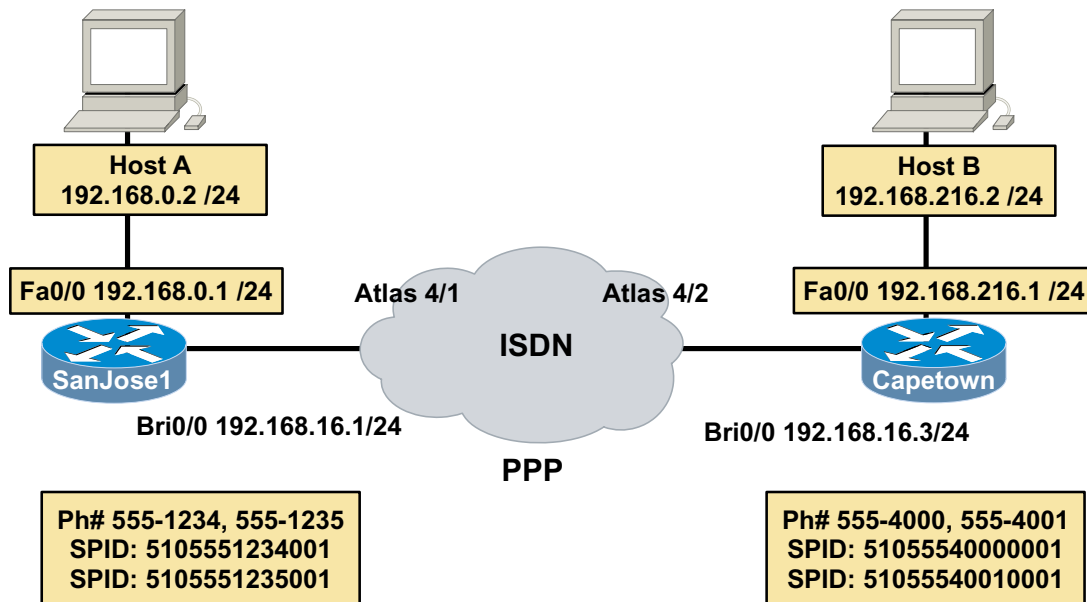 Host A
192.168.0.2 /24
Host B
192.168.216.2 /24
Fa0/0 192.168.0.1 /24
Atlas 4/1
Atlas 4/2
Fa0/0 192.168.216.1 /24
ISDN
SanJose1
Capetown
Bri0/0 192.168.16.1/24
Bri0/0 192.168.16.3/24
PPP
Ph# 555-1234, 555-1235
SPID: 5105551234001
SPID: 5105551235001
Ph# 555-4000, 555-4001
SPID: 51055540000001
SPID: 51055540010001